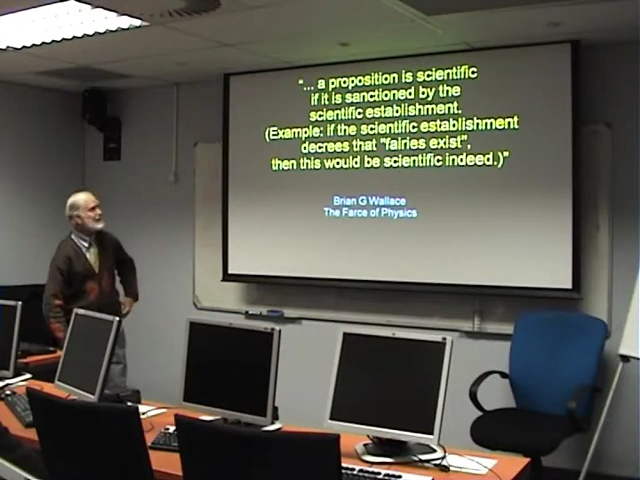 "... a proposition is scientific
if it is sanctioned by the
scientific establishment.
(Example: if the scientific establishment
decrees that "fairies exist",
then this would be scientific indeed.)"
Brian G Wallace
The Farce of Physics